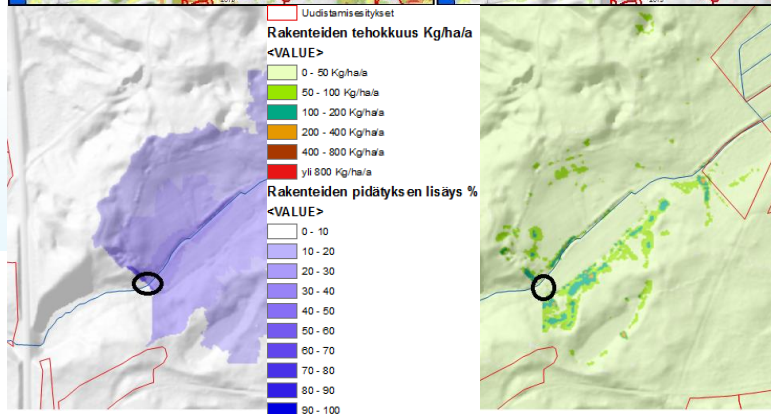 Uudistamisesitykset
Rakenteiden tehokkuus Kg/ha/a
<VALUE>
0 - 50 Kg/ha/a
50 - 100 Kg/ha/a
100 - 200 Kg/ha/a
200 - 400 Kg/ha/a
400 - 800 Kg/ha/a
yli 800 Kg/ha/a
Rakenteiden pidätyksen lisäys %
<VALUE>
0 - 10
10 - 20
20 - 30
30 - 40
40 - 50
50 - 60
60 - 70
70 - 80
80 - 90
90 - 100